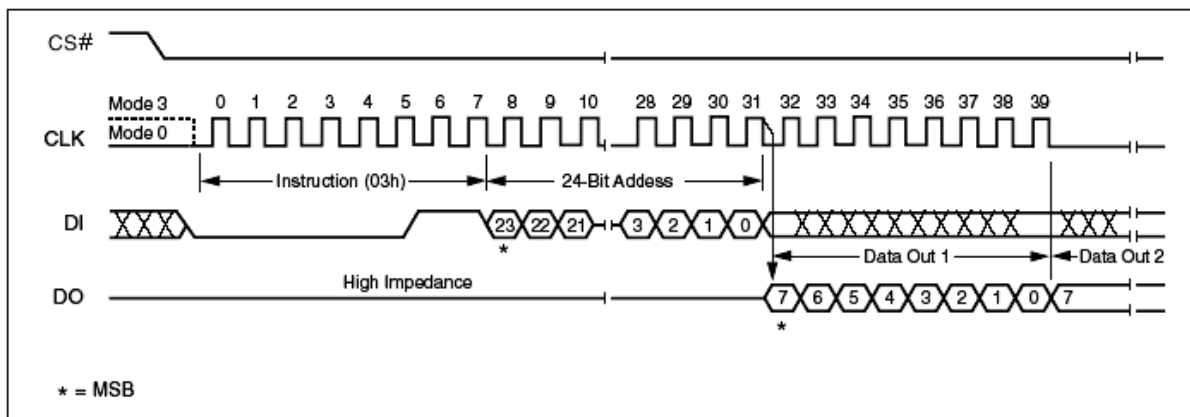 CS#
Mode 3 0 1 2 3 4 5 6 7 8 9 10 28 29 30 31 32 33 34 35 36 37 38 39
Mode 0
CLK
Instruction (03h) 24-Bit Addess
DI 23 22 21 3 2 1 0
*
Data Out 1 Data Out 2
High Impedance
DO 7 6 5 4 3 2 1 0 7
*
* = MSB